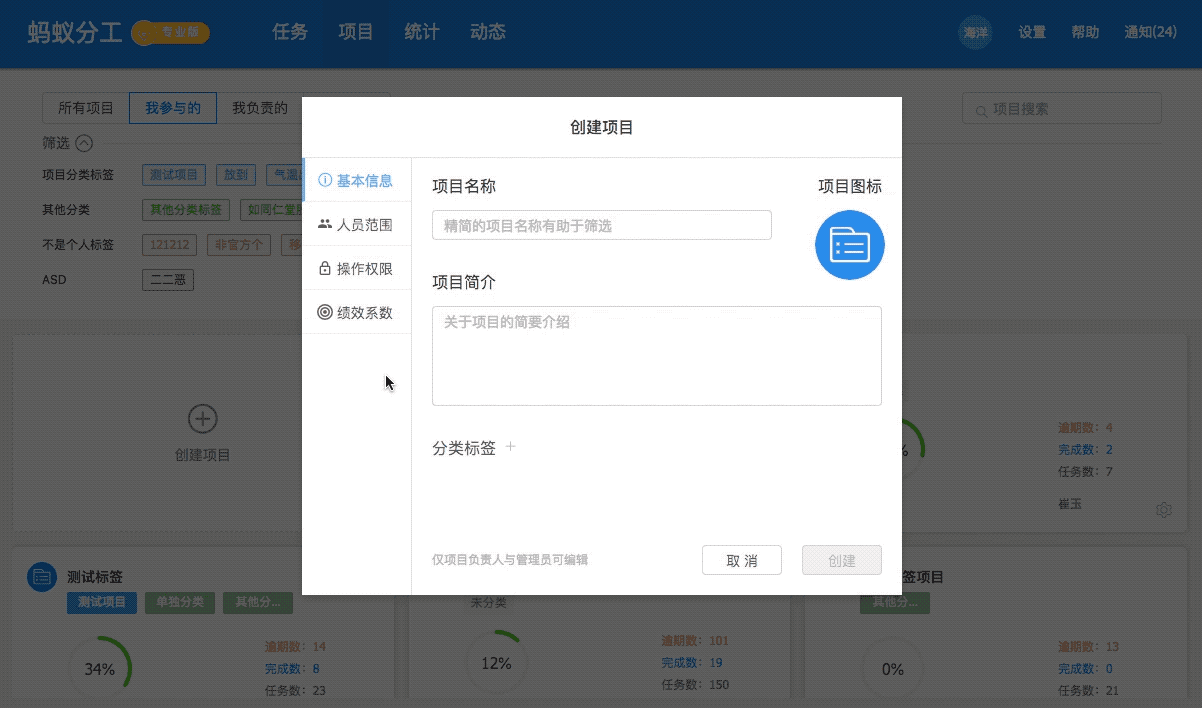 蚂蚁分工 专业版 任务 项目 统计 动态 海洋 设置 帮助 通知(24)
所有项目 我参与的 我负责的 项目搜索
筛选
项目分类标签 测试项目 放到
其他分类 其他分类标签
不是个人标签 121212 非官方个
ASD 二二恶
创建项目
基本信息
人员范围
操作权限
绩效系数
项目名称 项目图标
精简的项目名称有助于筛选
项目简介
关于项目的简要介绍
分类标签 +
仅项目负责人与管理员可编辑 取 消 创建
创建项目
逾期数: 4
完成数: 2
任务数: 7
崔玉
测试标签
测试项目 单独分类 其他分...
34%
逾期数: 14
完成数: 8
任务数: 23
未分类
12%
逾期数: 101
完成数: 19
任务数: 150
签项目
其他分...
0%
逾期数: 13
完成数: 0
任务数: 21